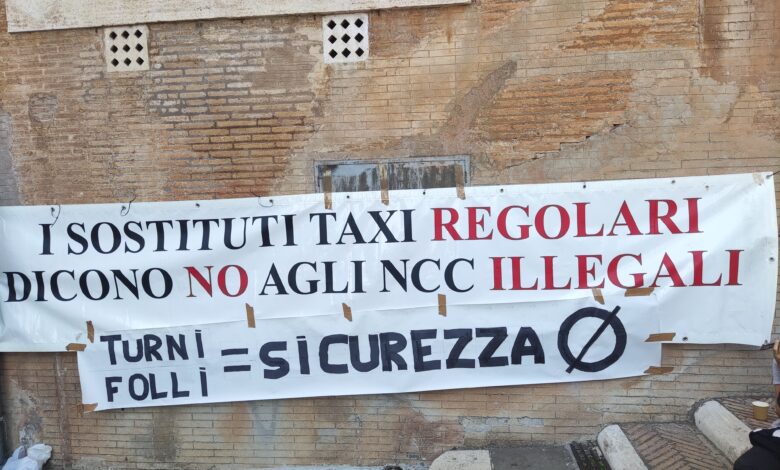 I SOSTITUTI TAXI REGOLARI
DICONO NO AGLI NCC ILLEGALI
TURNI FOLLI = SICUREZZA Ø